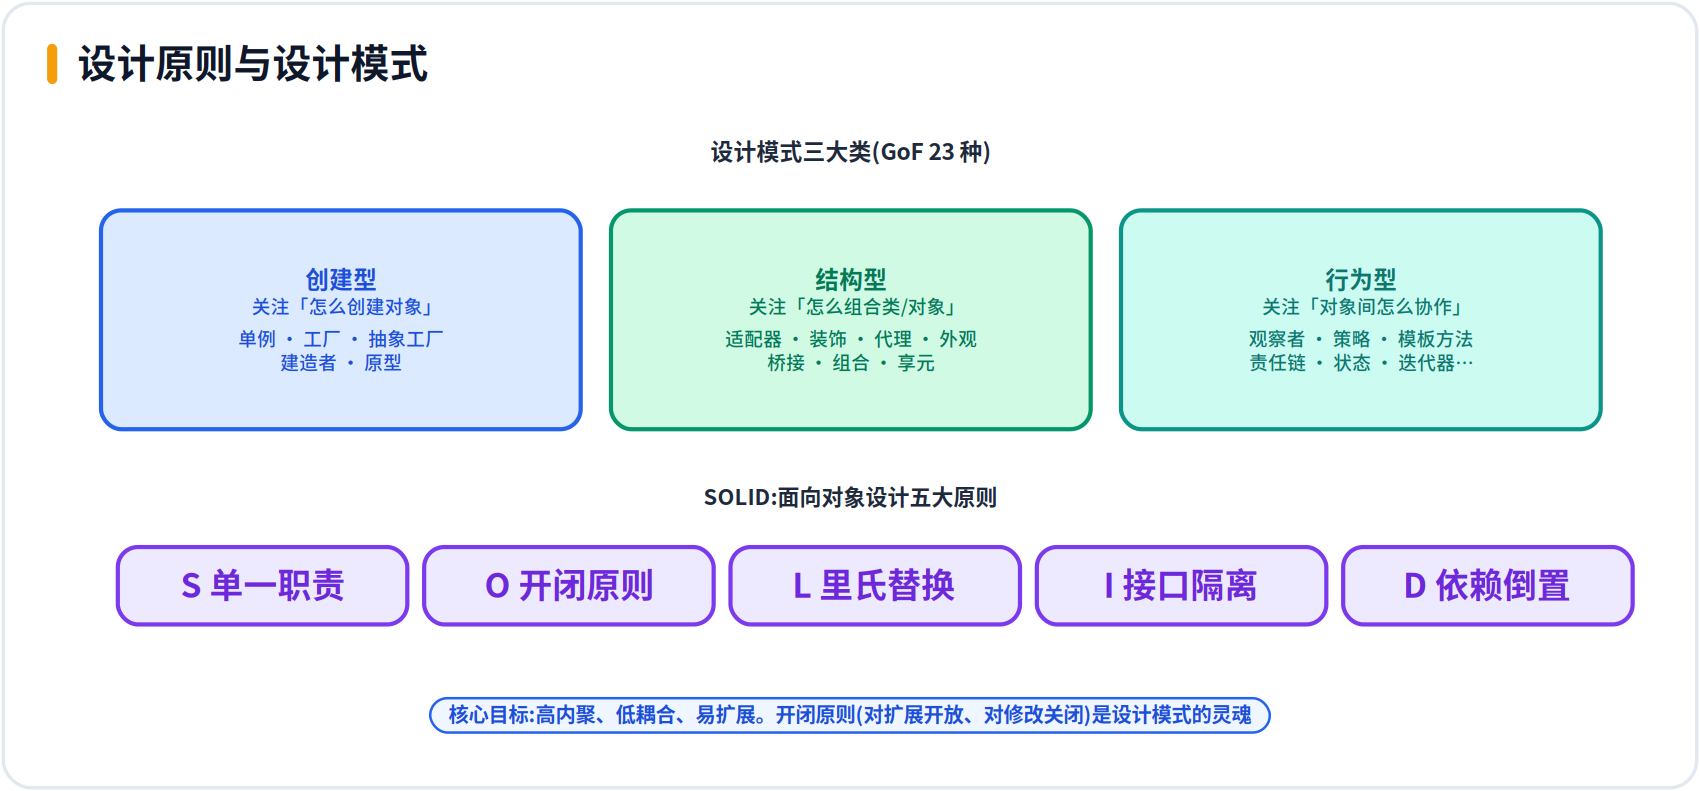 设计原则与设计模式
设计模式三大类(GoF 23 种)
创建型
关注「怎么创建对象」
单例 · 工厂 · 抽象工厂
建造者 · 原型
结构型
关注「怎么组合类/对象」
适配器 · 装饰 · 代理 · 外观
桥接 · 组合 · 享元
行为型
关注「对象间怎么协作」
观察者 · 策略 · 模板方法
责任链 · 状态 · 迭代器…
SOLID:面向对象设计五大原则
S 单一职责
O 开闭原则
L 里氏替换
I 接口隔离
D 依赖倒置
核心目标:高内聚、低耦合、易扩展。开闭原则(对扩展开放、对修改关闭)是设计模式的灵魂